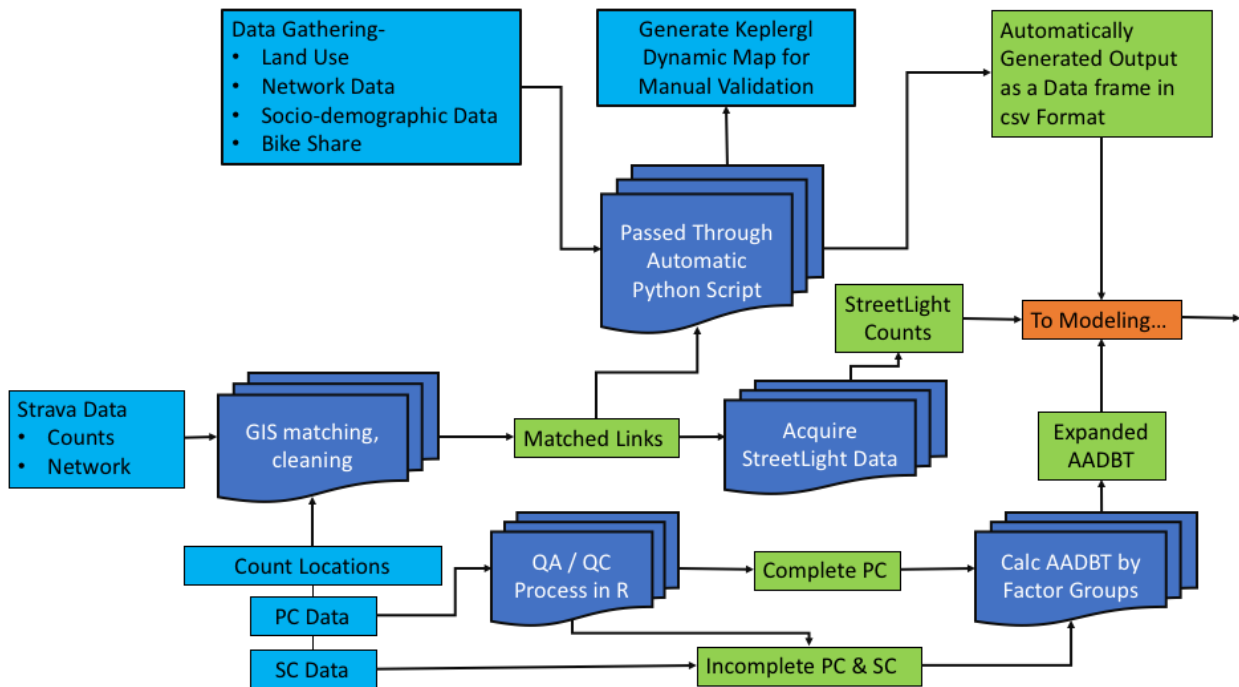 Data Gathering-
• Land Use
• Network Data
• Socio-demographic Data
• Bike Share
Generate Keplergl
Dynamic Map for
Manual Validation
Automatically
Generated Output
as a Data frame in
csv Format
Passed Through
Automatic
Python Script
StreetLight
Counts
To Modeling...
Strava Data
• Counts
• Network
GIS matching,
cleaning
Matched Links
Acquire
StreetLight Data
Expanded
AADBT
Count Locations
PC Data
SC Data
QA / QC
Process in R
Complete PC
Incomplete PC & SC
Calc AADBT by
Factor Groups